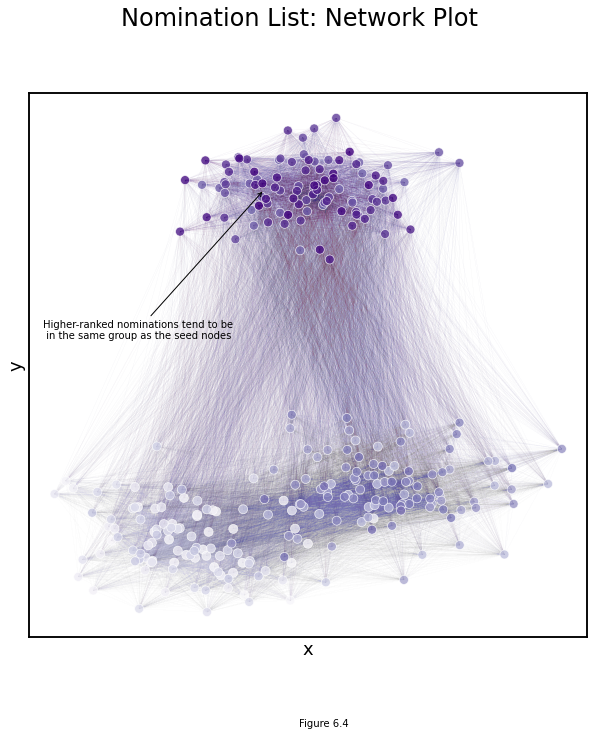 Nomination List: Network Plot
Higher-ranked nominations tend to be
in the same group as the seed nodes
y
x
Figure 6.4